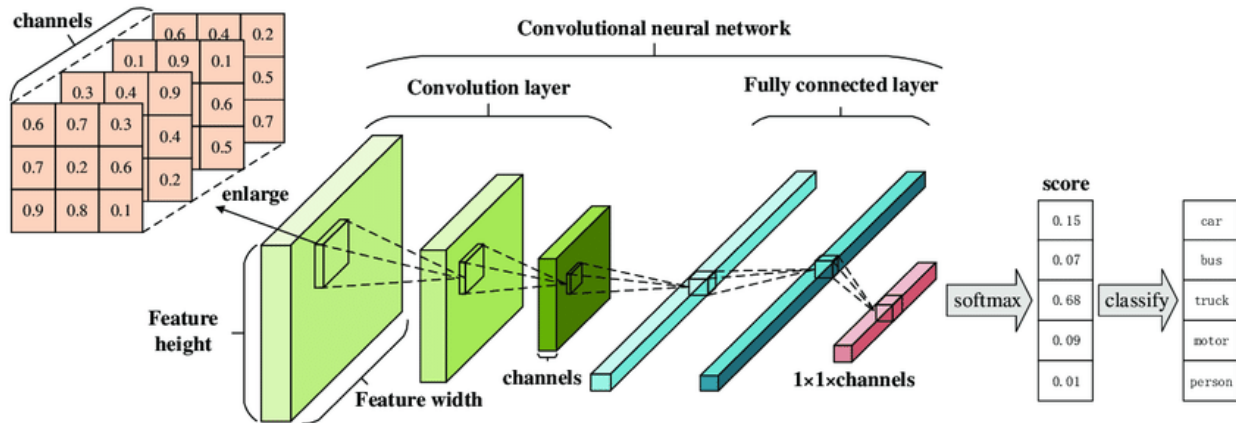 channels
0.6 0.4 0.2
0.1 0.9 0.1
0.5
0.3 0.4 0.9
0.6
0.7
0.6 0.7 0.3
0.4
0.5
0.7 0.2 0.6
0.2
0.9 0.8 0.1
enlarge
Convolutional neural network
Convolution layer
Fully connected layer
Feature
height
Feature width
channels
1×1×channels
softmax
score
0.15
0.07
0.68
0.09
0.01
classify
car
bus
truck
motor
person